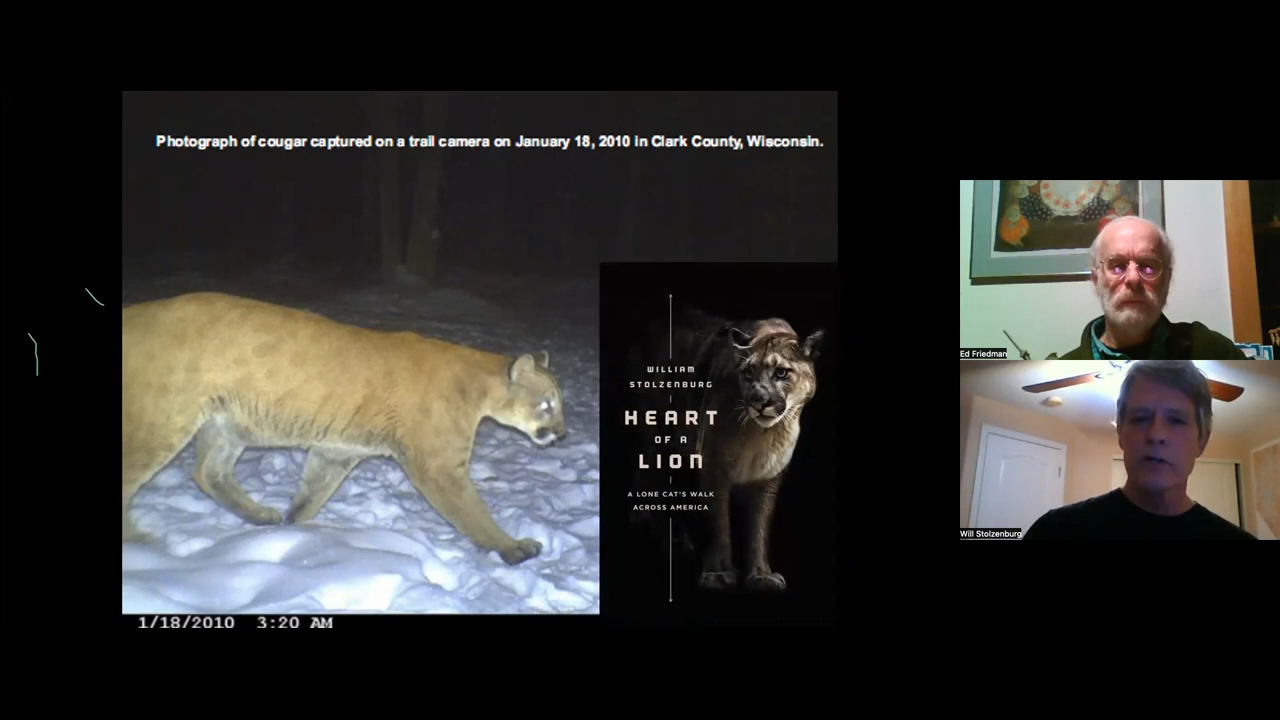 Photograph of cougar captured on a trail camera on January 18, 2010 in Clark County, Wisconsin.
WILLIAM
STOLZENBURG
HEART
OF A
LION
A LONE CAT'S WALK
ACROSS AMERICA
1/18/2010 3:20 AM
Ed Friedman
Will Stolzenburg